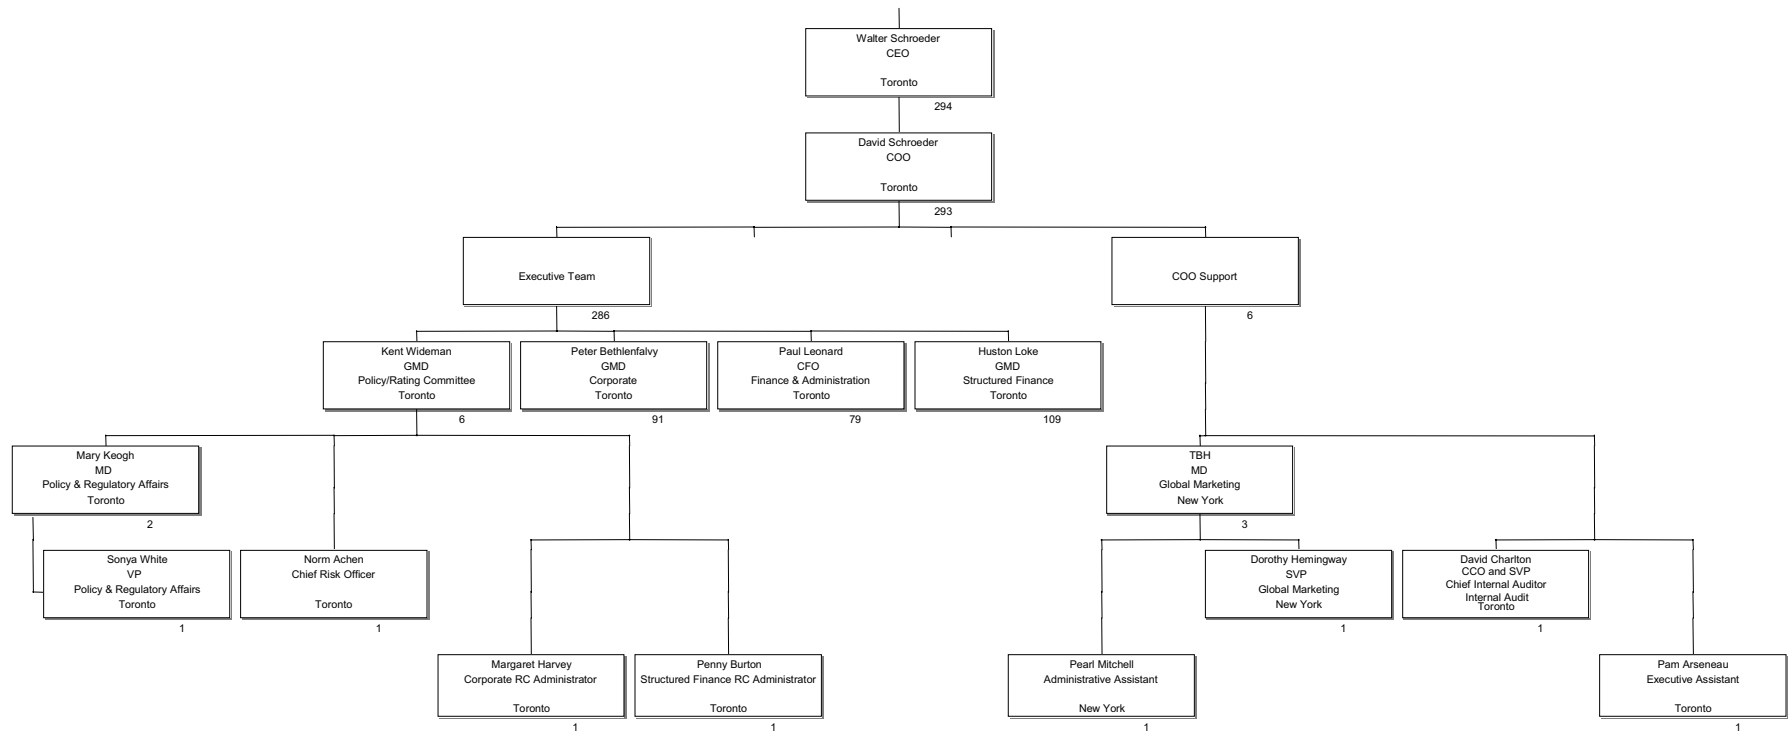 Walter Schroeder
CEO
Toronto
294
David Schroeder
COO
Toronto
293
Executive Team
286
COO Support
6
Kent Wideman
GMD
Policy/Rating Committee
Toronto
6
Peter Bethlenfalvy
GMD
Corporate
Toronto
91
Paul Leonard
CFO
Finance & Administration
Toronto
79
Huston Loke
GMD
Structured Finance
Toronto
109
Mary Keogh
MD
Policy & Regulatory Affairs
Toronto
2
TBH
MD
Global Marketing
New York
3
Sonya White
VP
Policy & Regulatory Affairs
Toronto
1
Norm Achen
Chief Risk Officer
Toronto
1
Dorothy Hemingway
SVP
Global Marketing
New York
1
David Charlton
CCO and SVP
Chief Internal Auditor
Internal Audit
Toronto
1
Margaret Harvey
Corporate RC Administrator
Toronto
1
Penny Burton
Structured Finance RC Administrator
Toronto
1
Pearl Mitchell
Administrative Assistant
New York
1
Pam Arseneau
Executive Assistant
Toronto
1